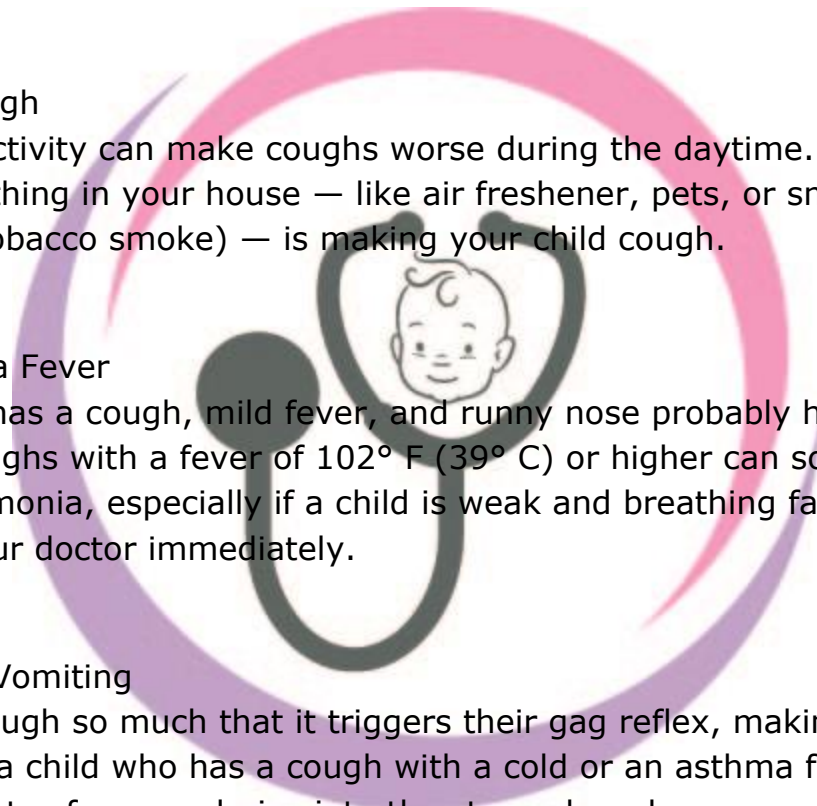 gh
ctivity can make coughs worse during the daytime.
thing in your house — like air freshener, pets, or sm
obacco smoke) — is making your child cough.
a Fever
has a cough, mild fever, and runny nose probably h
ghs with a fever of 102° F (39° C) or higher can so
monia, especially if a child is weak and breathing fa
ur doctor immediately.
Vomiting
ugh so much that it triggers their gag reflex, makin
a child who has a cough with a cold or an asthma f